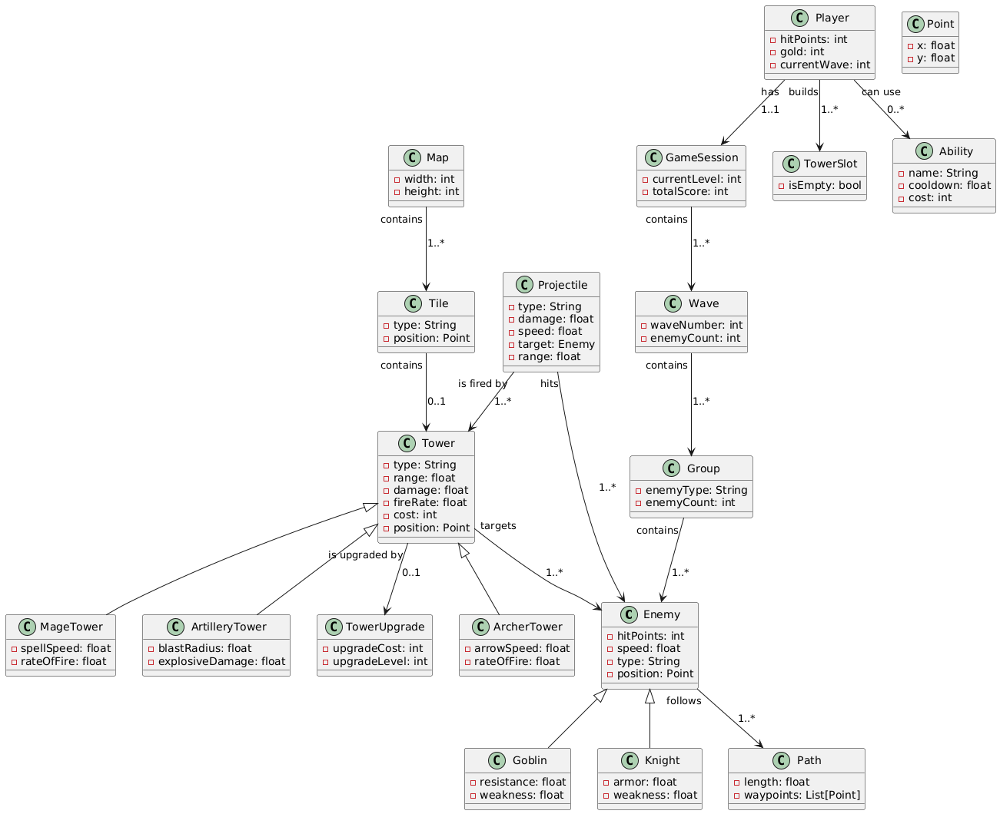 Player
hitPoints: int
gold: int
currentWave: int
Point
x: float
y: float
has
builds
can use
1..1
1..*
0..*
Map
width: int
height: int
GameSession
currentLevel: int
totalScore: int
TowerSlot
isEmpty: bool
Ability
name: String
cooldown: float
cost: int
contains
1..*
contains
1..*
Tile
type: String
position: Point
Projectile
type: String
damage: float
speed: float
target: Enemy
range: float
Wave
waveNumber: int
enemyCount: int
contains
0..1
is fired by
1..*
hits
1..*
contains
1..*
Tower
type: String
range: float
damage: float
fireRate: float
cost: int
position: Point
Group
enemyType: String
enemyCount: int
is upgraded by
0..1
targets
1..*
contains
1..*
MageTower
spellSpeed: float
rateOfFire: float
ArtilleryTower
blastRadius: float
explosiveDamage: float
TowerUpgrade
upgradeCost: int
upgradeLevel: int
ArcherTower
arrowSpeed: float
rateOfFire: float
Enemy
hitPoints: int
speed: float
type: String
position: Point
follows
1..*
Goblin
resistance: float
weakness: float
Knight
armor: float
weakness: float
Path
length: float
waypoints: List[Point]